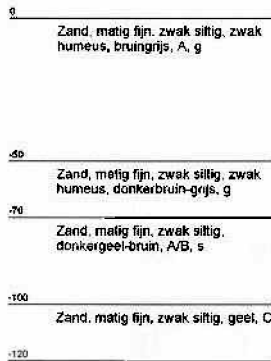 0
Zand, matig fijn, zwak siltig, zwak
humeus, bruingrijs, A, g
-50
Zand, matig fijn, zwak siltig, zwak
humeus, donkerbruin-grijs, g
-70
Zand, matig fijn, zwak siltig,
donkergeel-bruin, A/B, s
-100
Zand, matig fijn, zwak siltig, geel, C
-120